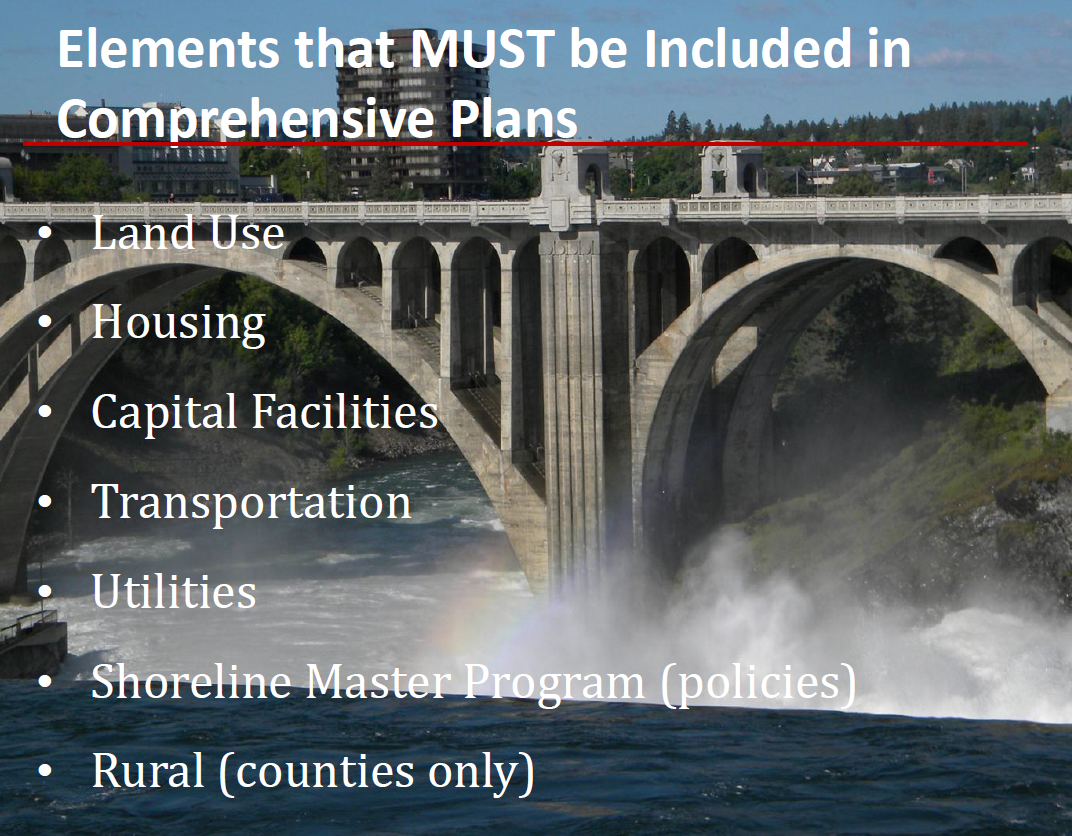 Elements that MUST be Included in
Comprehensive Plans
• Land Use
• Housing
• Capital Facilities
• Transportation
• Utilities
• Shoreline Master Program (policies)
• Rural (counties only)